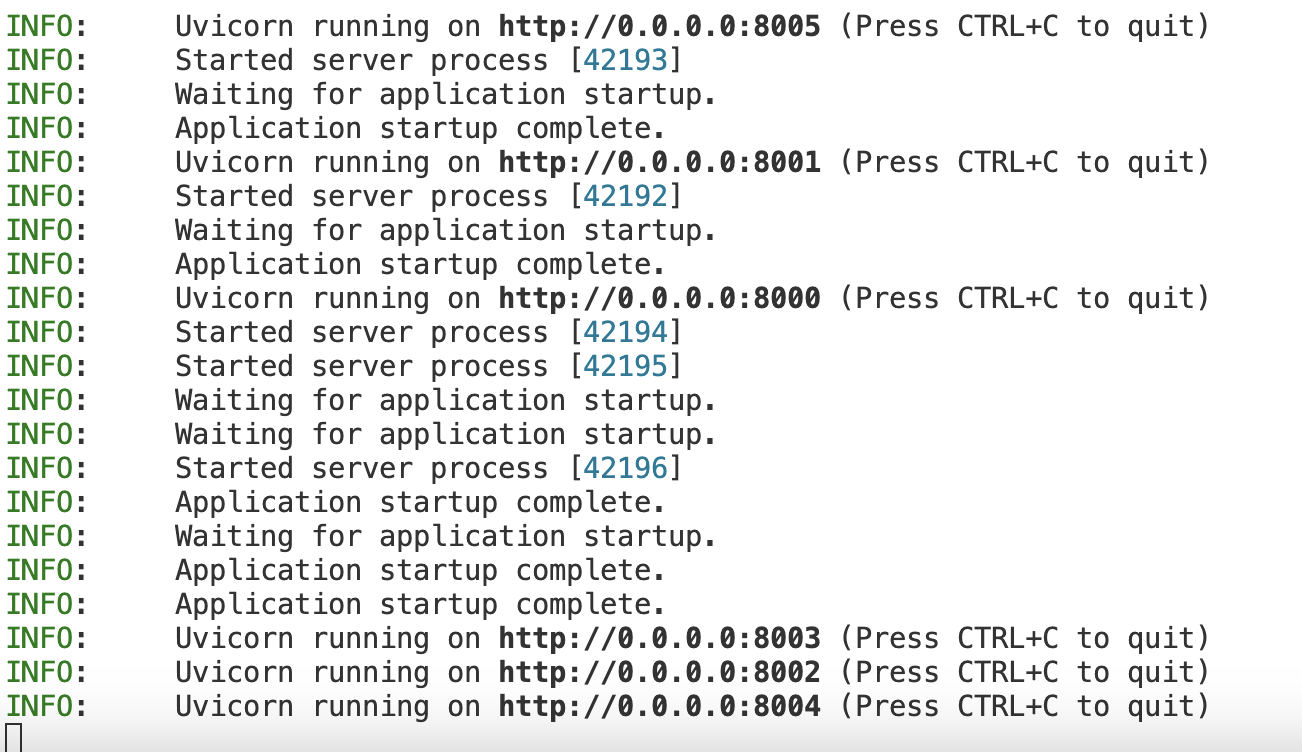 INFO:     Uvicorn running on http://0.0.0.0:8005 (Press CTRL+C to quit)
INFO:     Started server process [42193]
INFO:     Waiting for application startup.
INFO:     Application startup complete.
INFO:     Uvicorn running on http://0.0.0.0:8001 (Press CTRL+C to quit)
INFO:     Started server process [42192]
INFO:     Waiting for application startup.
INFO:     Application startup complete.
INFO:     Uvicorn running on http://0.0.0.0:8000 (Press CTRL+C to quit)
INFO:     Started server process [42194]
INFO:     Started server process [42195]
INFO:     Waiting for application startup.
INFO:     Waiting for application startup.
INFO:     Started server process [42196]
INFO:     Application startup complete.
INFO:     Waiting for application startup.
INFO:     Application startup complete.
INFO:     Application startup complete.
INFO:     Uvicorn running on http://0.0.0.0:8003 (Press CTRL+C to quit)
INFO:     Uvicorn running on http://0.0.0.0:8002 (Press CTRL+C to quit)
INFO:     Uvicorn running on http://0.0.0.0:8004 (Press CTRL+C to quit)